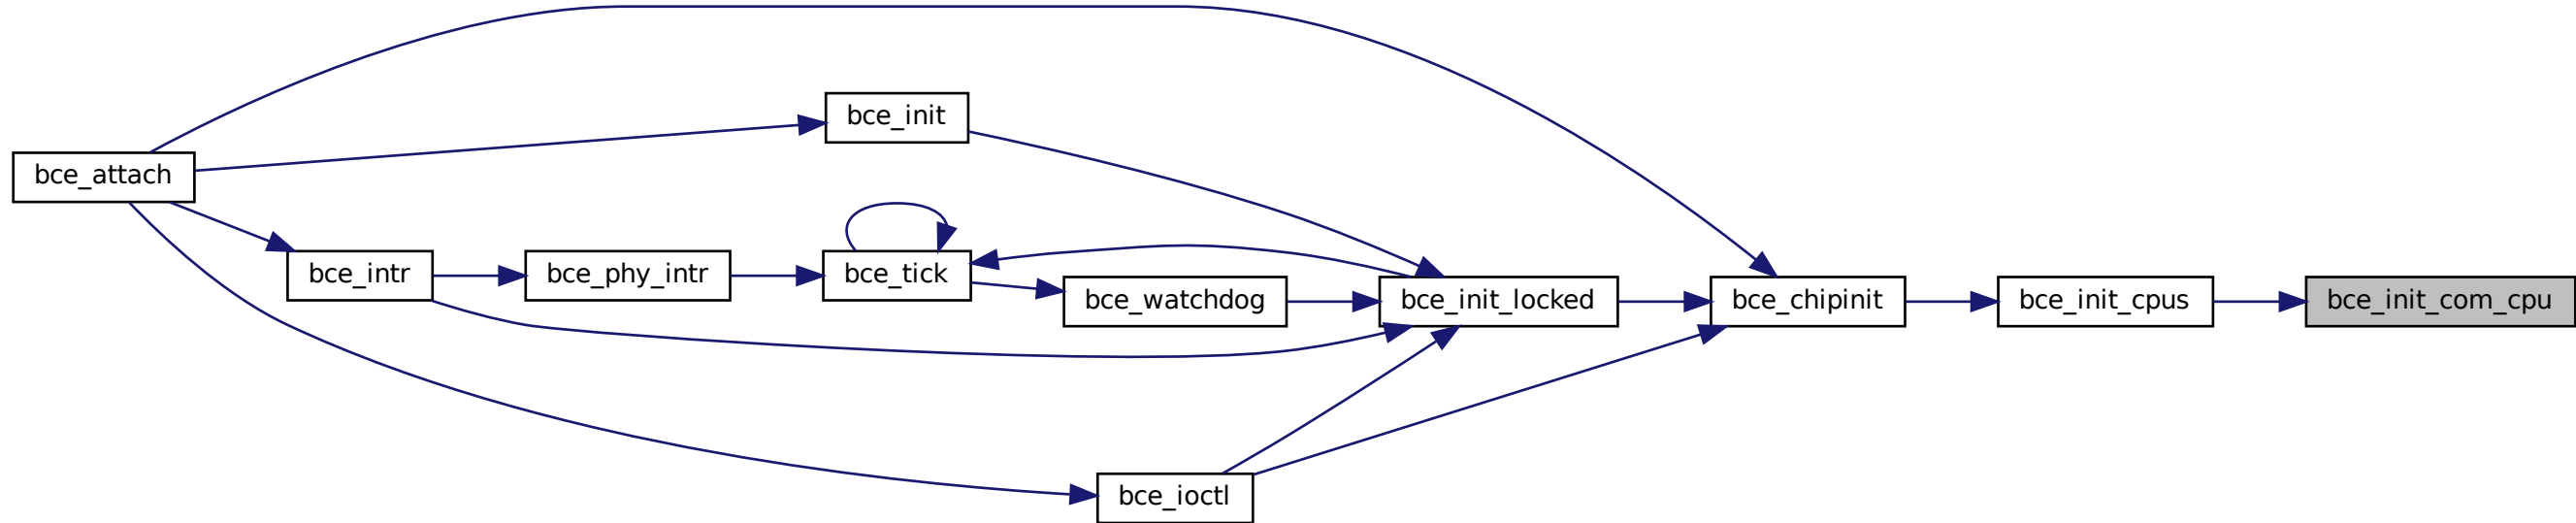 bce_init
bce_attach
bce_intr
bce_phy_intr
bce_tick
bce_watchdog
bce_init_locked
bce_chipinit
bce_init_cpus
bce_init_com_cpu
bce_ioctl